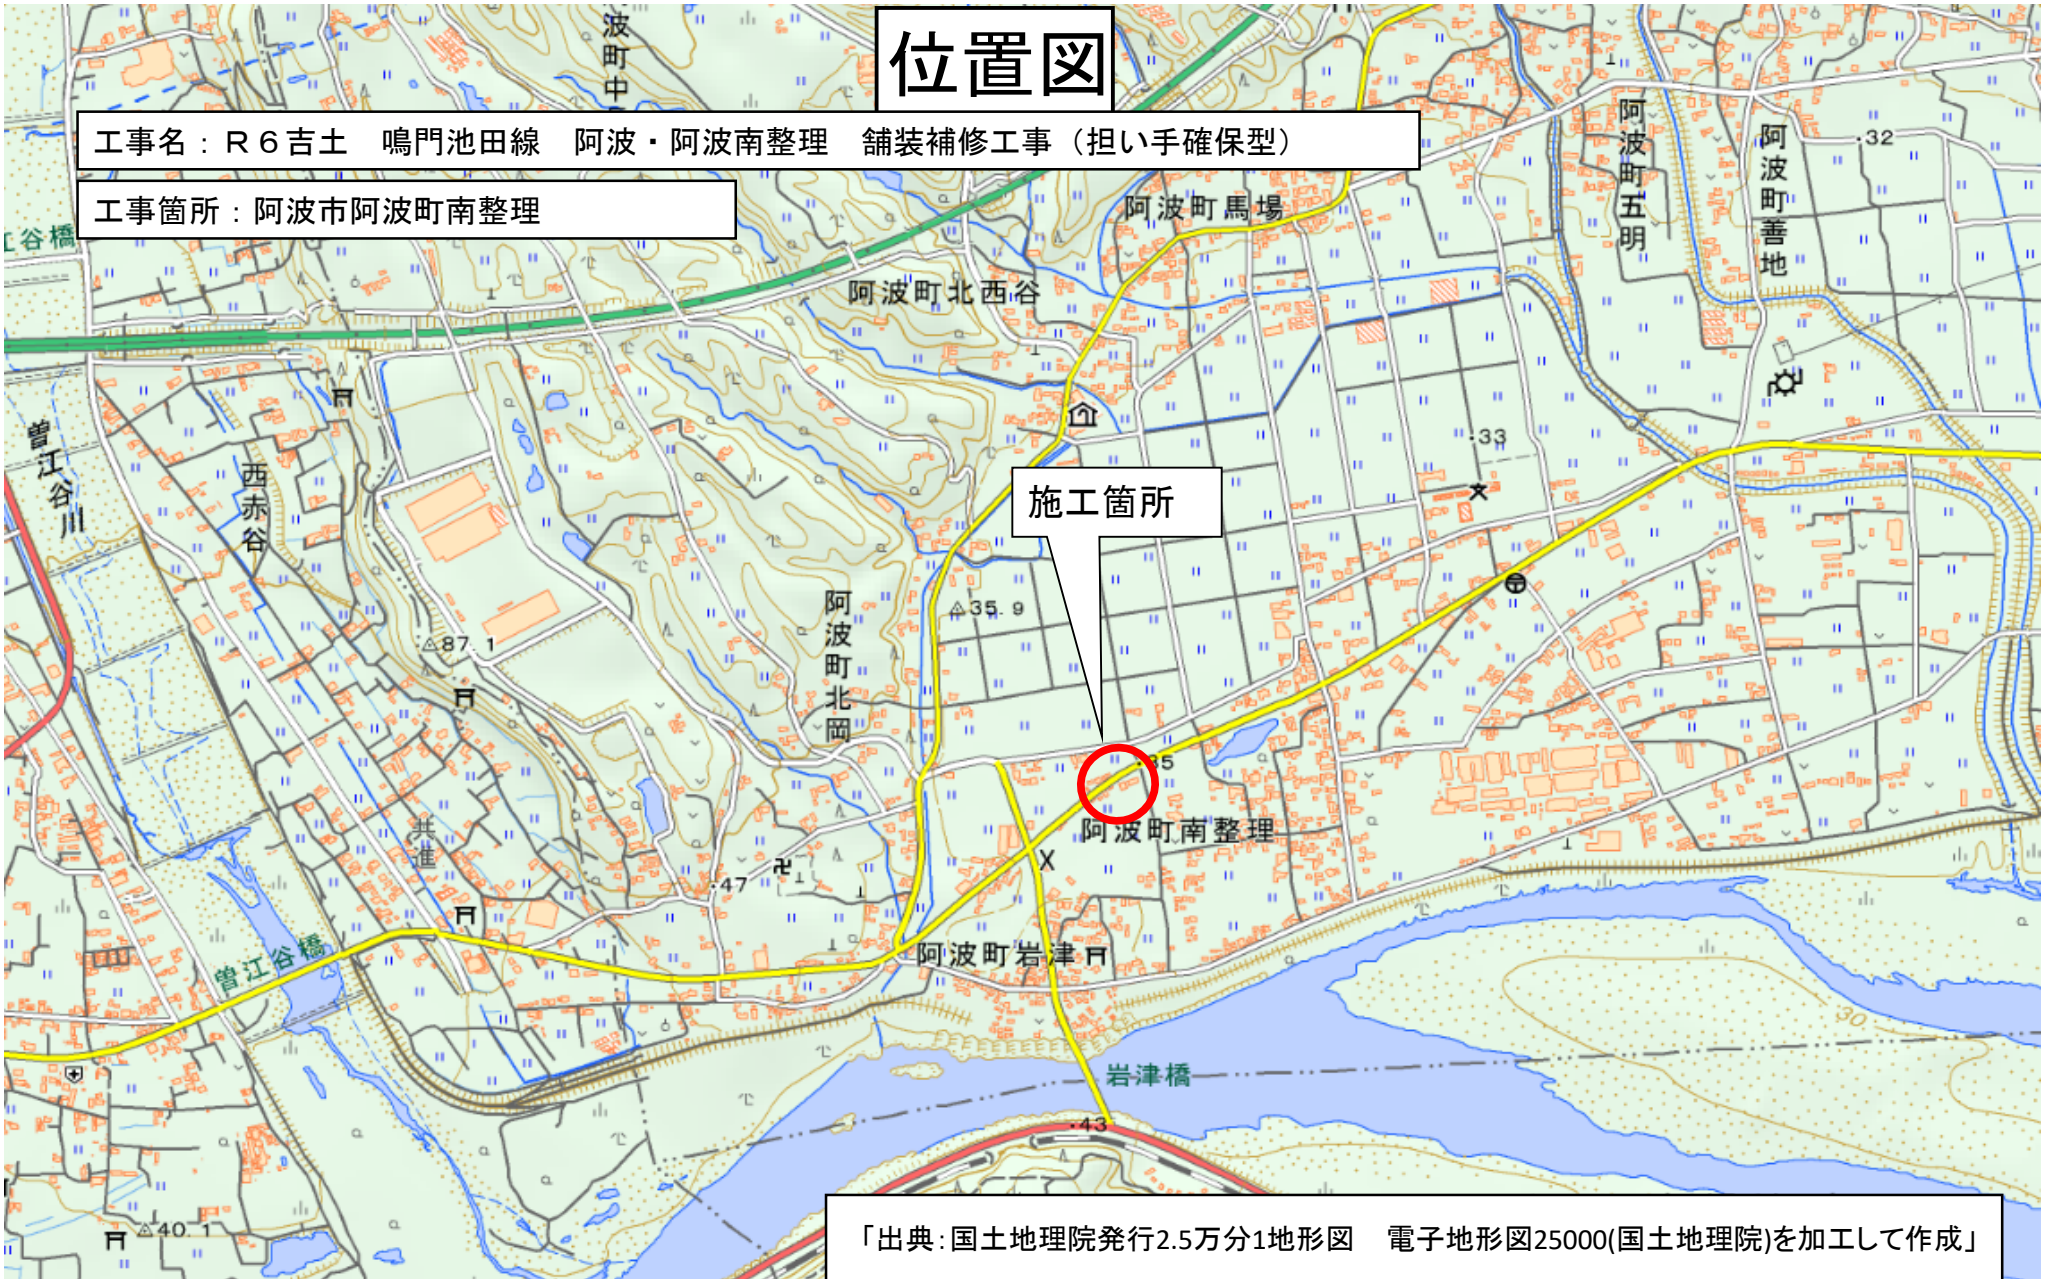 位置図
工事名：Ｒ６吉土　鳴門池田線　阿波・阿波南整理　舗装補修工事（担い手確保型）
工事箇所：阿波市阿波町南整理
波町中
江谷橋
阿波町馬場
阿波町五明
阿波町善地
32
阿波町北西谷
曽江谷川
西赤谷
33
施工箇所
35.9
阿波町北岡
87.1
35
阿波町南整理
共進
47
曽江谷橋
阿波町岩津
30
岩津橋
43
40.1
「出典：国土地理院発行2.5万分1地形図　電子地形図25000(国土地理院)を加工して作成」